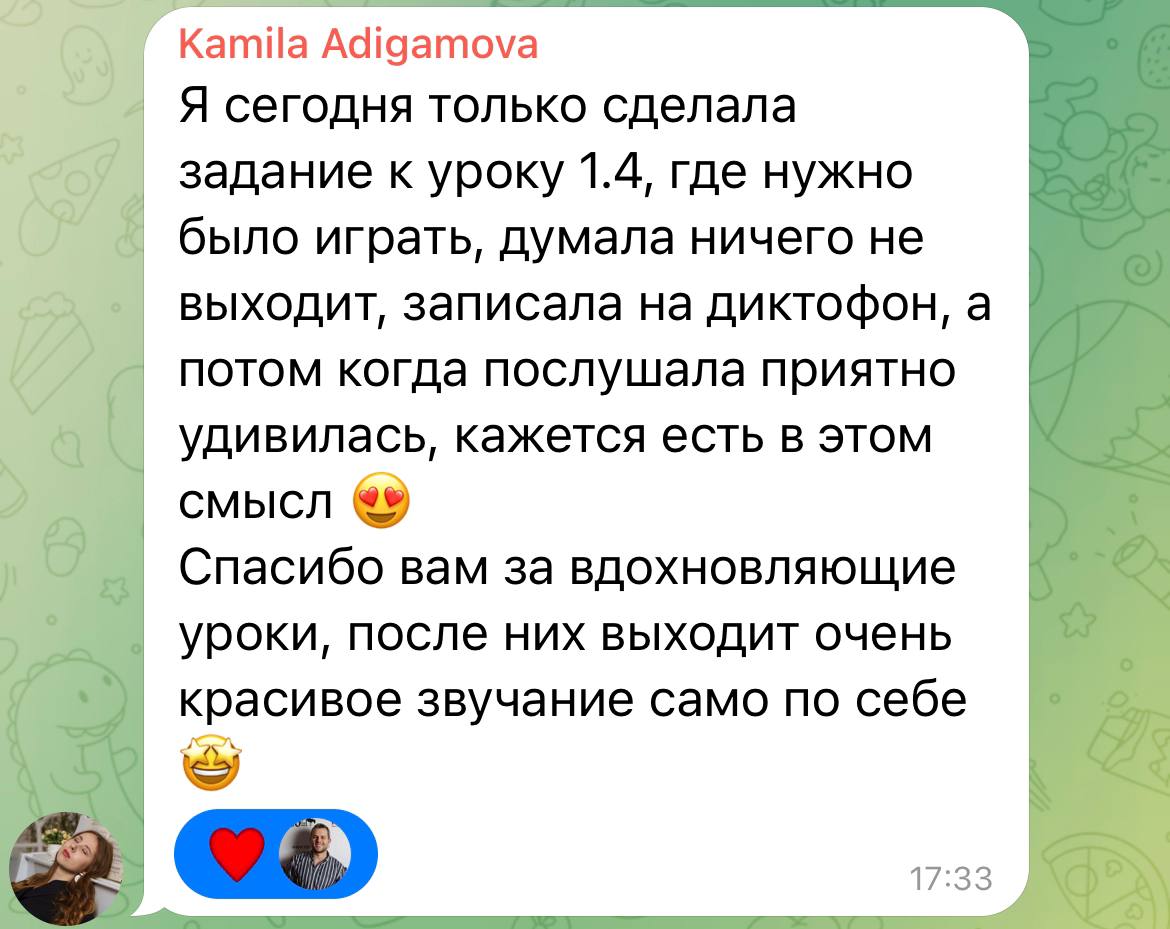 Kamila Adigamova
Я сегодня только сделала
задание к уроку 1.4, где нужно
было играть, думала ничего не
выходит, записала на диктофон, а
потом когда послушала приятно
удивилась, кажется есть в этом
смысл 😍
Спасибо вам за вдохновляющие
уроки, после них выходит очень
красивое звучание само по себе
🤩
17:33